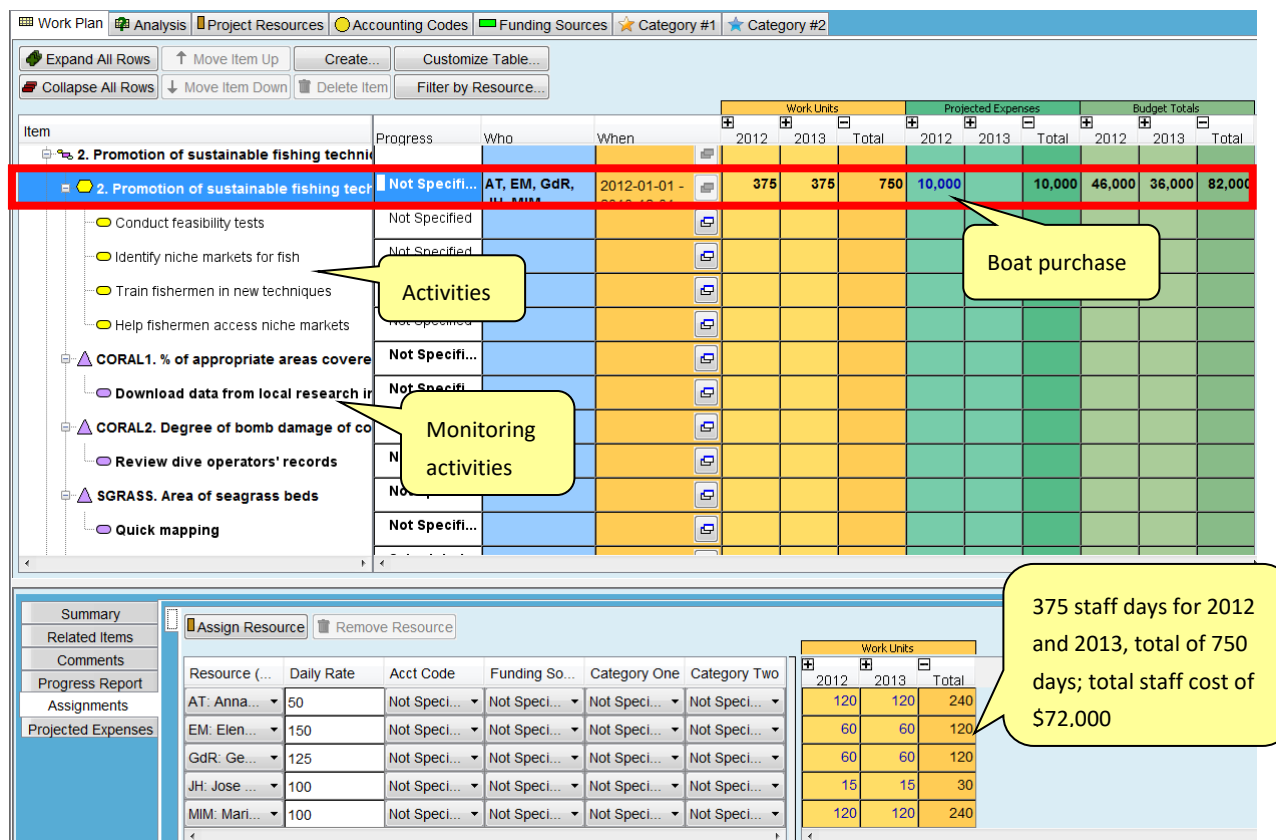 Work Plan Analysis Project Resources Accounting Codes Funding Sources Category #1 Category #2
Expand All Rows Move Item Up Create... Customize Table...
Collapse All Rows Move Item Down Delete Item Filter by Resource...
Work Units Projected Expenses Budget Totals
Item Progress Who When 2012 2013 Total 2012 2013 Total 2012 2013 Total
2. Promotion of sustainable fishing techni
2. Promotion of sustainable fishing tech Not Specifi... AT, EM, GdR, 2012-01-01 - 375 375 750 10,000 10,000 46,000 36,000 82,000
JH, MIM
Conduct feasibility tests Not Specified
Identify niche markets for fish Not Specified
Boat purchase
Train fishermen in new techniques
Activities
Help fishermen access niche markets Not Specified
CORAL1. % of appropriate areas covere Not Specifi...
Download data from local research in Not Specifi
CORAL2. Degree of bomb damage of co
Monitoring
activities
Review dive operators' records N
SGRASS. Area of seagrass beds
Quick mapping Not Specifi...
Summary
Related Items
Comments
Progress Report
Assignments
Projected Expenses
Assign Resource Remove Resource
Work Units
Resource (... Daily Rate Acct Code Funding So... Category One Category Two 2012 2013 Total
AT: Anna... 50 Not Speci... Not Speci... Not Speci... Not Speci... 120 120 240
EM: Elen... 150 Not Speci... Not Speci... Not Speci... Not Speci... 60 60 120
GdR: Ge... 125 Not Speci... Not Speci... Not Speci... Not Speci... 60 60 120
JH: Jose ... 100 Not Speci... Not Speci... Not Speci... Not Speci... 15 15 30
MIM: Mari... 100 Not Speci... Not Speci... Not Speci... Not Speci... 120 120 240
375 staff days for 2012
and 2013, total of 750
days; total staff cost of
$72,000